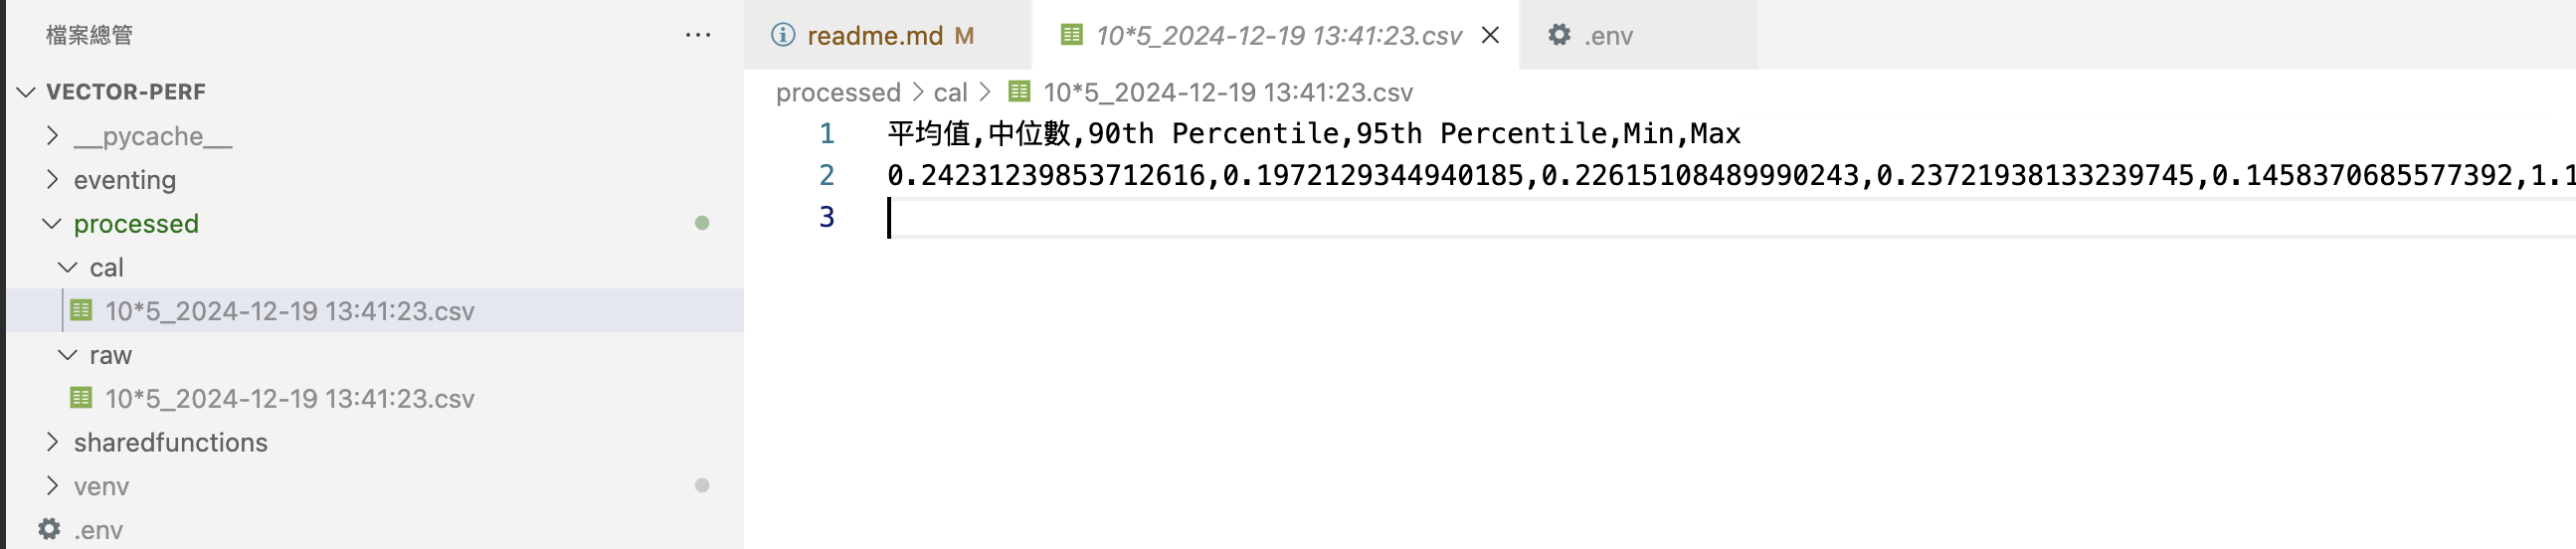 檔案總管
VECTOR-PERF
__pycache__
eventing
processed
cal
10*5_2024-12-19 13:41:23.csv
raw
10*5_2024-12-19 13:41:23.csv
sharedfunctions
venv
.env
readme.md M
10*5_2024-12-19 13:41:23.csv
.env
processed > cal > 10*5_2024-12-19 13:41:23.csv
1 平均值,中位數,90th Percentile,95th Percentile,Min,Max
2 0.24231239853712616,0.1972129344940185,0.22615108489990243,0.23721938133239745,0.1458370685577392,1.1
3